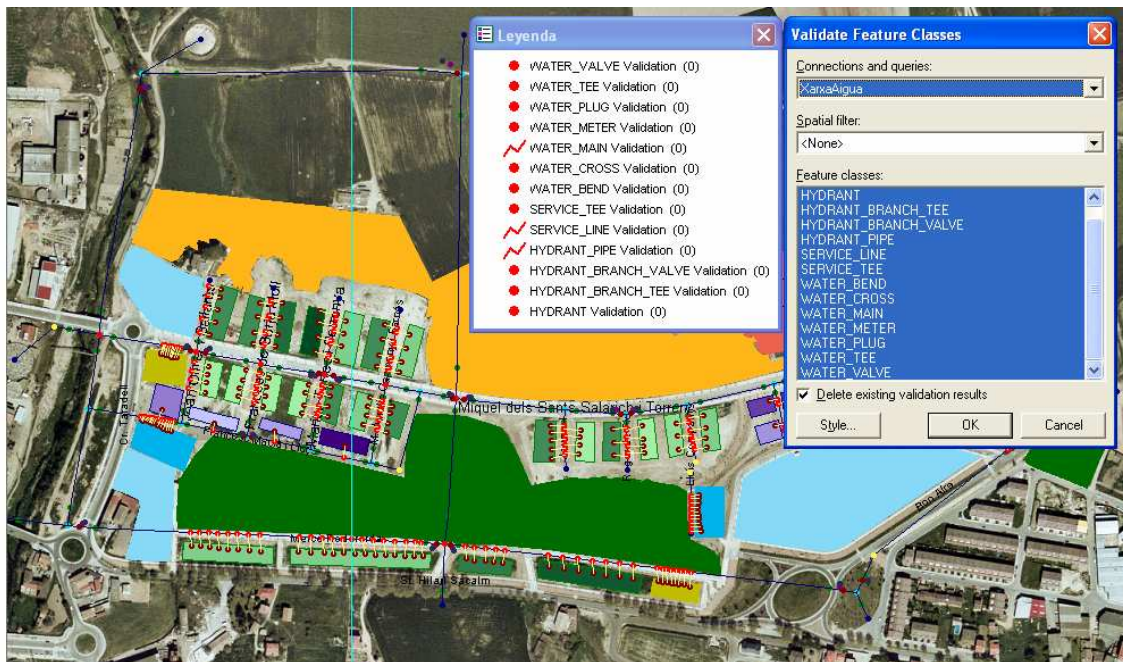 Leyenda
WATER_VALVE Validation (0)
WATER_TEE Validation (0)
WATER_PLUG Validation (0)
WATER_METER Validation (0)
WATER_MAIN Validation (0)
WATER_CROSS Validation (0)
WATER_BEND Validation (0)
SERVICE_TEE Validation (0)
SERVICE_LINE Validation (0)
HYDRANT_PIPE Validation (0)
HYDRANT_BRANCH_VALVE Validation (0)
HYDRANT_BRANCH_TEE Validation (0)
HYDRANT Validation (0)
Validate Feature Classes
Connections and queries:
XarxaAigua
Spatial filter:
<None>
Feature classes:
HYDRANT
HYDRANT_BRANCH_TEE
HYDRANT_BRANCH_VALVE
HYDRANT_PIPE
SERVICE_LINE
SERVICE_TEE
WATER_BEND
WATER_CROSS
WATER_MAIN
WATER_METER
WATER_PLUG
WATER_TEE
WATER_VALVE
Delete existing validation results
Style...
OK
Cancel
Miquel dels Sants Salarich i Torrents
Ct. Taradell
St. Hilari Sacalm
Bon Aire